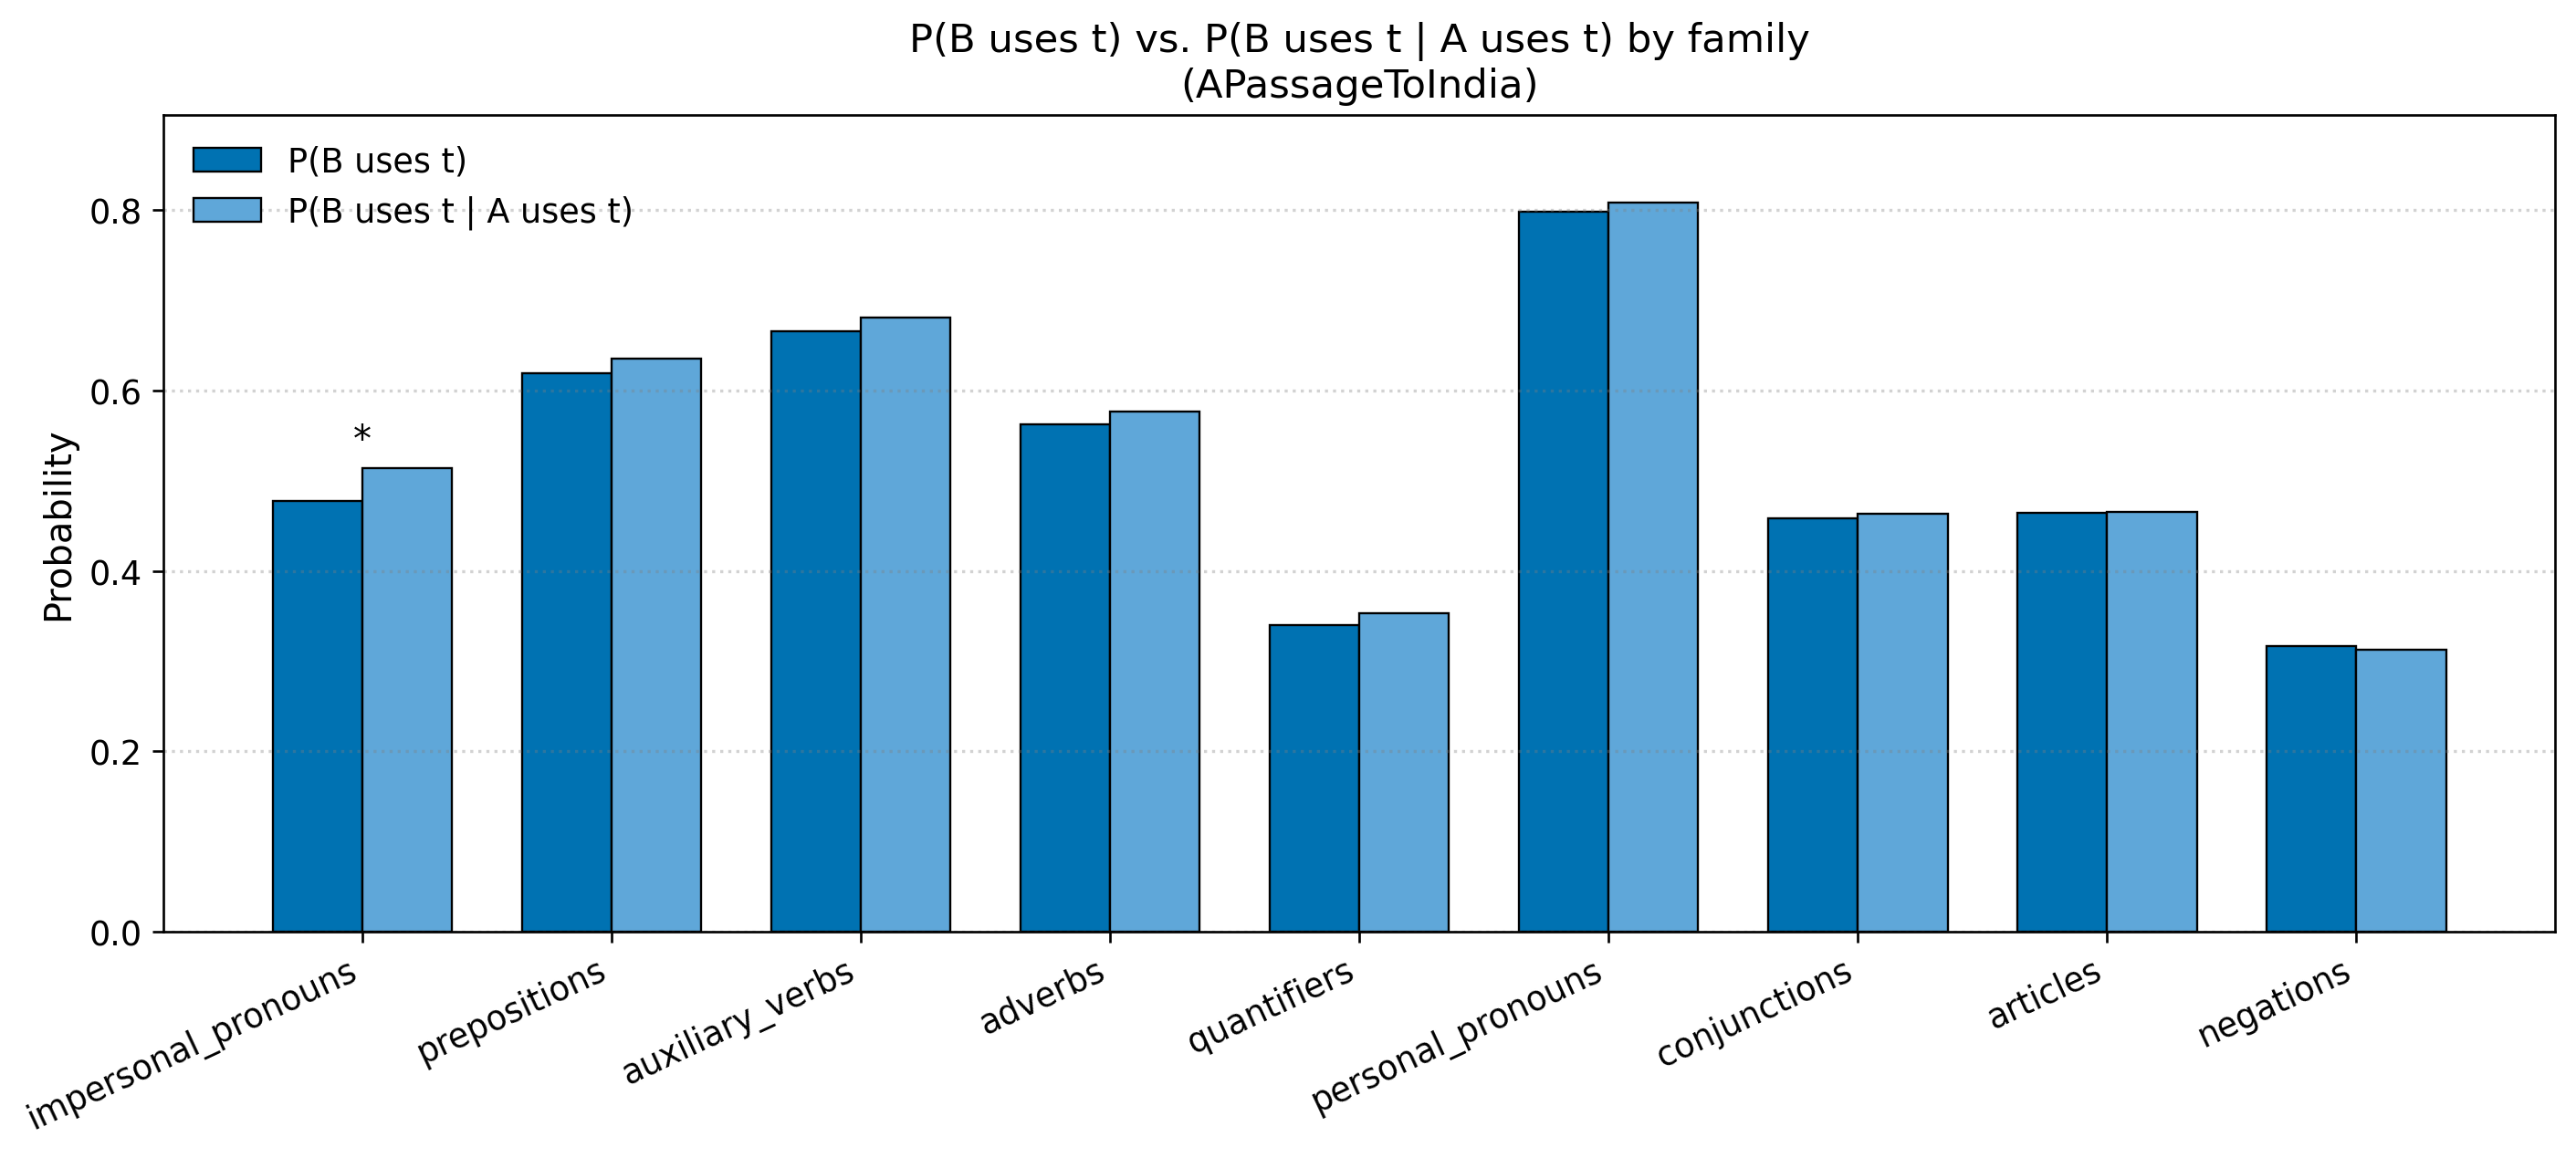 P(B uses t) vs. P(B uses t | A uses t) by family
(APassageToIndia)
P(B uses t)
P(B uses t | A uses t)
Probability
0.8
0.6
0.4
0.2
0.0
*
impersonal_pronouns
prepositions
auxiliary_verbs
adverbs
quantifiers
personal_pronouns
conjunctions
articles
negations